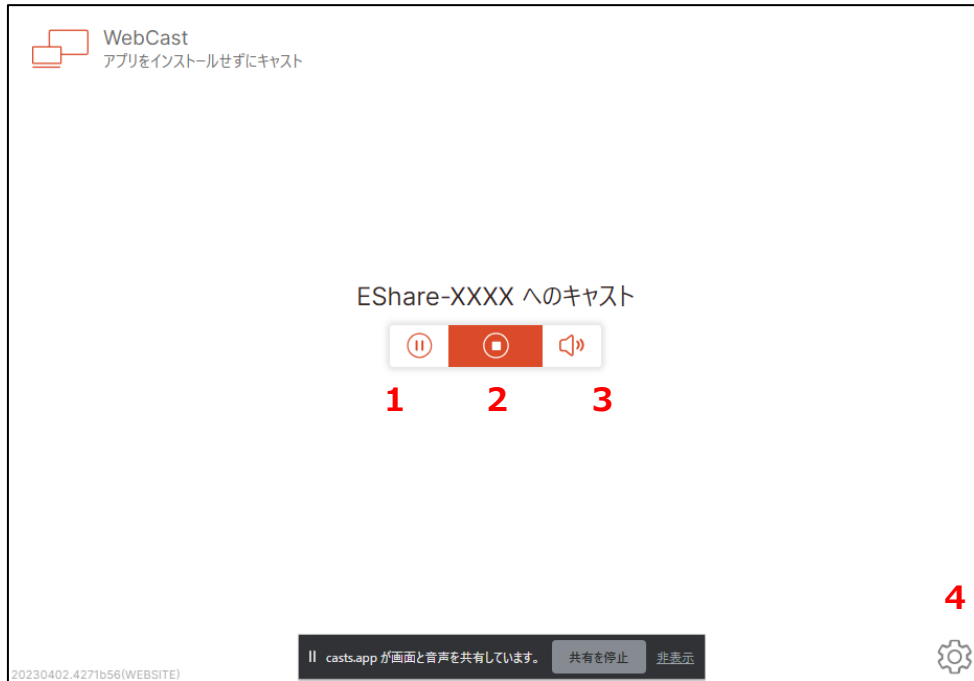 WebCast
アプリをインストールせずにキャスト
EShare-XXXX へのキャスト
1 2 3
4
casts.app が画面と音声を共有しています。 共有を停止 非表示
20230402.4271b56(WEBSITE)